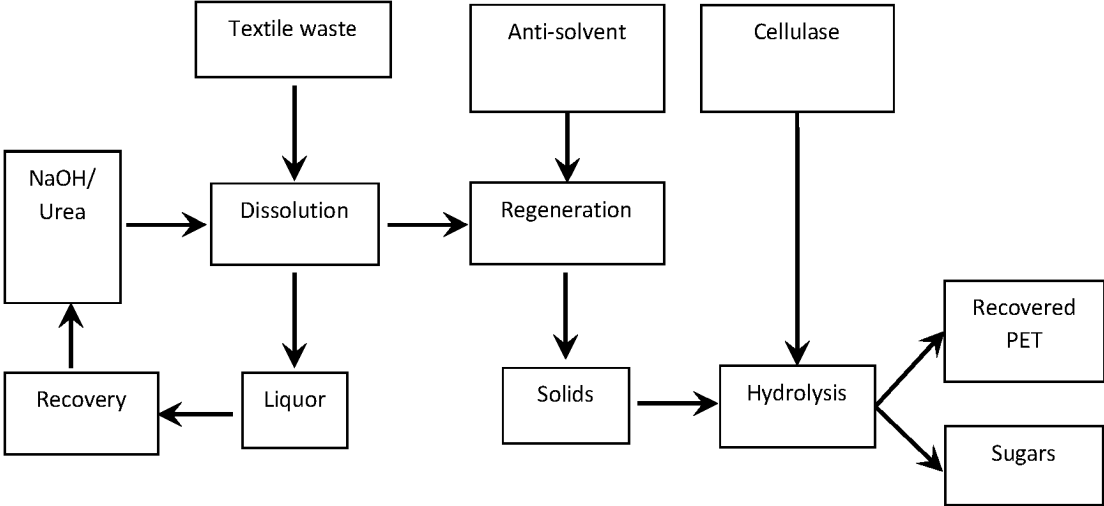 Textile waste
Anti-solvent
Cellulase
NaOH/
Urea
Dissolution
Regeneration
Recovered
PET
Recovery
Liquor
Solids
Hydrolysis
Sugars